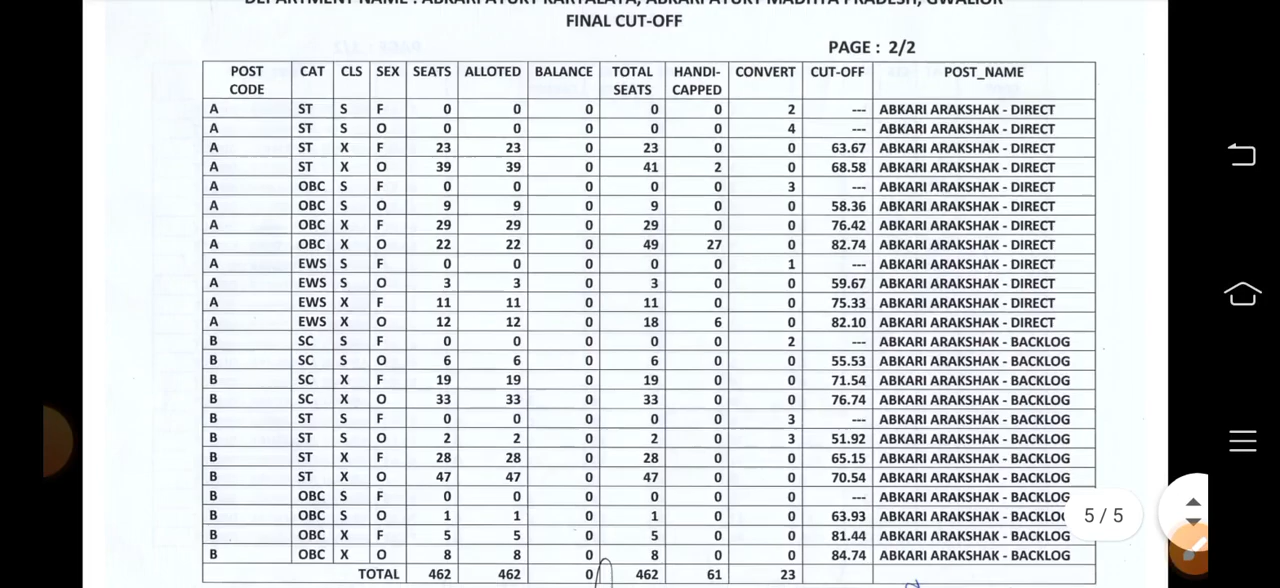 FINAL CUT-OFF
PAGE : 2/2
POST CODE CAT CLS SEX SEATS ALLOTED BALANCE TOTAL SEATS HANDI-CAPPED CONVERT CUT-OFF POST_NAME
A ST S F 0 0 0 0 0 2 --- ABKARI ARAKSHAK - DIRECT
A ST S O 0 0 0 0 0 4 --- ABKARI ARAKSHAK - DIRECT
A ST X F 23 23 0 23 0 0 63.67 ABKARI ARAKSHAK - DIRECT
A ST X O 39 39 0 41 2 0 68.58 ABKARI ARAKSHAK - DIRECT
A OBC S F 0 0 0 0 0 3 --- ABKARI ARAKSHAK - DIRECT
A OBC S O 9 9 0 9 0 0 58.36 ABKARI ARAKSHAK - DIRECT
A OBC X F 29 29 0 29 0 0 76.42 ABKARI ARAKSHAK - DIRECT
A OBC X O 22 22 0 49 27 0 82.74 ABKARI ARAKSHAK - DIRECT
A EWS S F 0 0 0 0 0 1 --- ABKARI ARAKSHAK - DIRECT
A EWS S O 3 3 0 3 0 0 59.67 ABKARI ARAKSHAK - DIRECT
A EWS X F 11 11 0 11 0 0 75.33 ABKARI ARAKSHAK - DIRECT
A EWS X O 12 12 0 18 6 0 82.10 ABKARI ARAKSHAK - DIRECT
B SC S F 0 0 0 0 0 2 --- ABKARI ARAKSHAK - BACKLOG
B SC S O 6 6 0 6 0 0 55.53 ABKARI ARAKSHAK - BACKLOG
B SC X F 19 19 0 19 0 0 71.54 ABKARI ARAKSHAK - BACKLOG
B SC X O 33 33 0 33 0 0 76.74 ABKARI ARAKSHAK - BACKLOG
B ST S F 0 0 0 0 0 3 --- ABKARI ARAKSHAK - BACKLOG
B ST S O 2 2 0 2 0 3 51.92 ABKARI ARAKSHAK - BACKLOG
B ST X F 28 28 0 28 0 0 65.15 ABKARI ARAKSHAK - BACKLOG
B ST X O 47 47 0 47 0 0 70.54 ABKARI ARAKSHAK - BACKLOG
B OBC S F 0 0 0 0 0 0 --- ABKARI ARAKSHAK - BACKLOG
B OBC S O 1 1 0 1 0 0 63.93 ABKARI ARAKSHAK - BACKLO
B OBC X F 5 5 0 5 0 0 81.44 ABKARI ARAKSHAK - BACKLOG
B OBC X O 8 8 0 8 0 0 84.74 ABKARI ARAKSHAK - BACKLOG
TOTAL 462 462 0 462 61 23
5 / 5